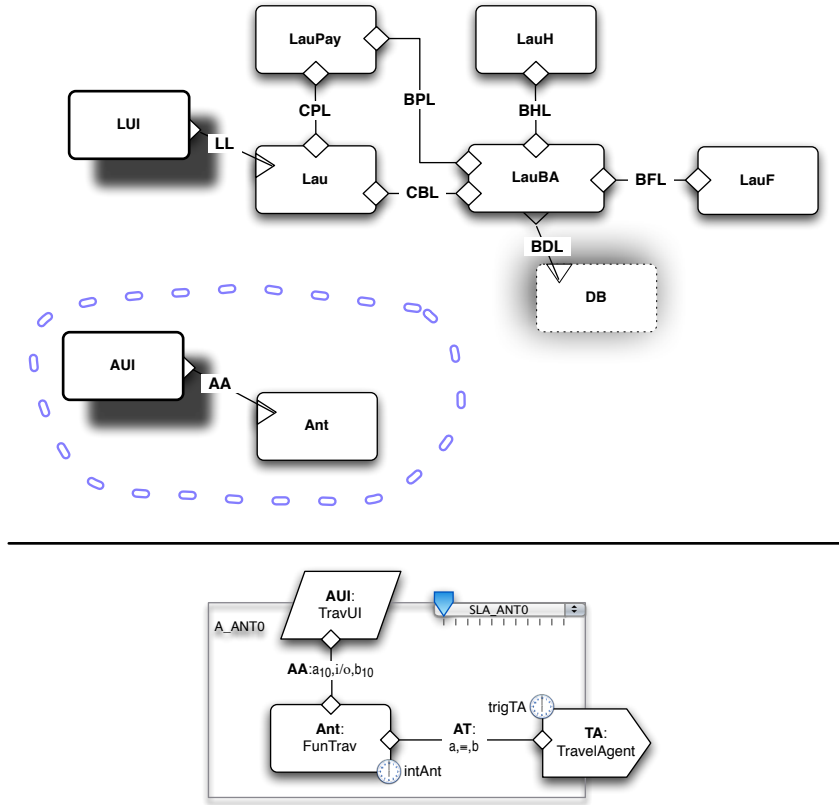 LauPay
LauH
CPL
BPL
BHL
LUI
LL
Lau
CBL
LauBA
BFL
LauF
BDL
DB
AUI
AA
Ant
AUI:
TravUI
SLA_ANT0
A_ANT0
AA:a10,i/o,b10
trigTA
Ant:
FunTrav
AT:
a,≡,b
TA:
TravelAgent
intAnt